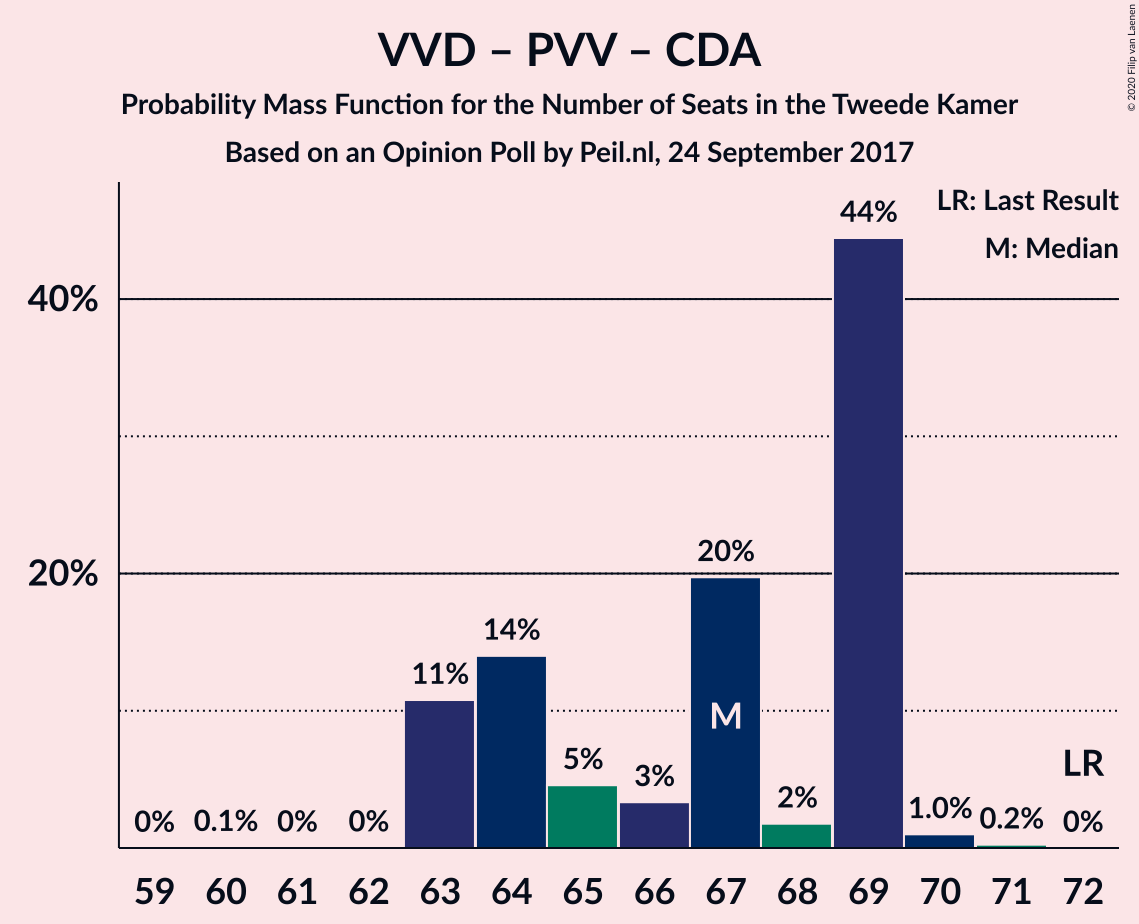 VVD – PVV – CDA
Probability Mass Function for the Number of Seats in the Tweede Kamer
Based on an Opinion Poll by Peil.nl, 24 September 2017
© 2020 Filip van Laenen
LR: Last Result
M: Median
40%
20%
0%
0.1%
0%
0%
11%
14%
5%
3%
20%
2%
44%
1.0%
0.2%
0%
M
LR
59 60 61 62 63 64 65 66 67 68 69 70 71 72